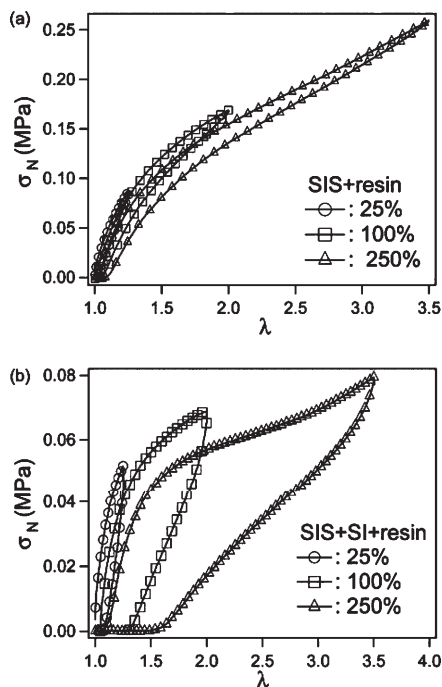 (a)
0.25
0.20
0.15
0.10
0.05
0.00
σN (MPa)
SIS+resin
: 25%
: 100%
: 250%
1.0 1.5 2.0 2.5 3.0 3.5
λ
(b)
0.08
0.06
0.04
0.02
0.00
σN (MPa)
SIS+SI+resin
: 25%
: 100%
: 250%
1.0 1.5 2.0 2.5 3.0 3.5 4.0
λ